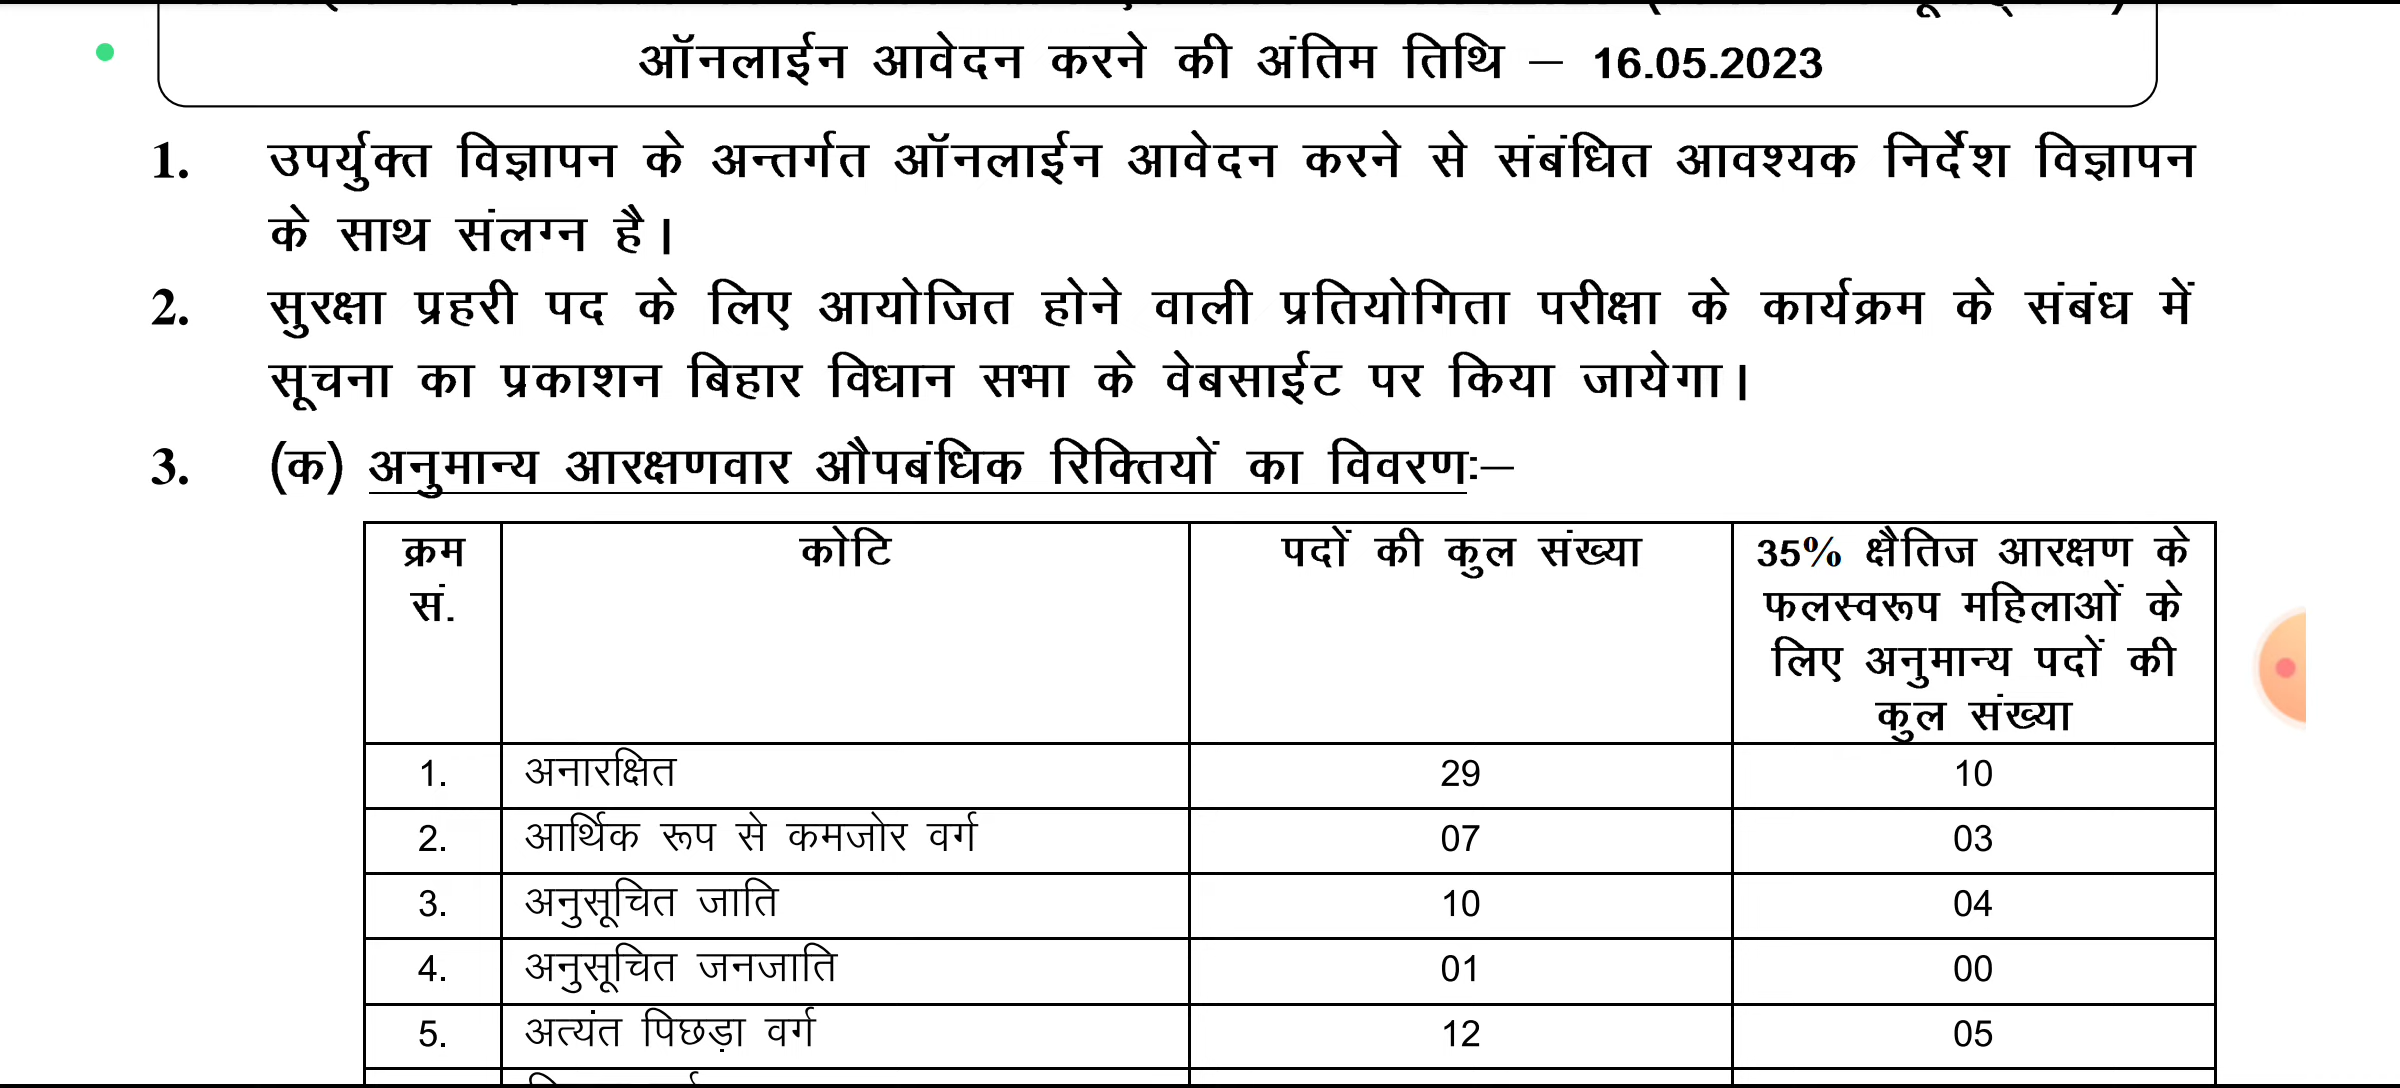 ऑनलाईन आवेदन करने की अंतिम तिथि – 16.05.2023
1. उपर्युक्त विज्ञापन के अन्तर्गत ऑनलाईन आवेदन करने से संबंधित आवश्यक निर्देश विज्ञापन
के साथ संलग्न है।
2. सुरक्षा प्रहरी पद के लिए आयोजित होने वाली प्रतियोगिता परीक्षा के कार्यक्रम के संबंध में
सूचना का प्रकाशन बिहार विधान सभा के वेबसाईट पर किया जायेगा।
3. (क) अनुमान्य आरक्षणवार औपबंधिक रिक्तियों का विवरण:–
क्रम सं. कोटि पदों की कुल संख्या 35% क्षैतिज आरक्षण के
फलस्वरूप महिलाओं के
लिए अनुमान्य पदों की
कुल संख्या
1. अनारक्षित 29 10
2. आर्थिक रूप से कमजोर वर्ग 07 03
3. अनुसूचित जाति 10 04
4. अनुसूचित जनजाति 01 00
5. अत्यंत पिछड़ा वर्ग 12 05